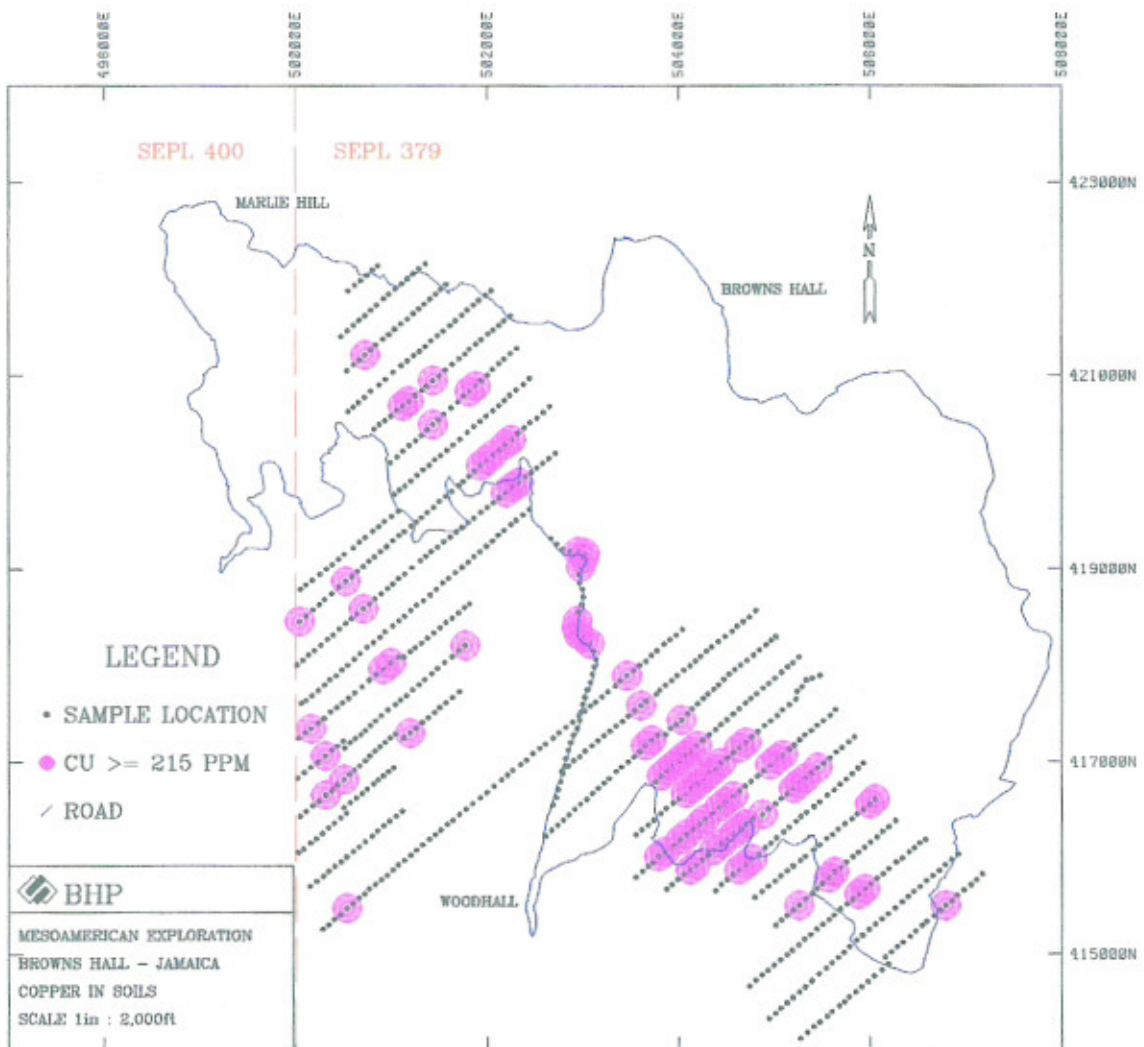 498000E
500000E
502000E
504000E
506000E
508000E
SEPL 400
SEPL 379
423000N
MARLIE HILL
N
BROWNS HALL
421000N
419000N
LEGEND
SAMPLE LOCATION
CU >= 215 PPM
417000N
ROAD
BHP
WOODHALL
MESOAMERICAN EXPLORATION
BROWNS HALL - JAMAICA
415000N
COPPER IN SOILS
SCALE 1in : 2,000ft